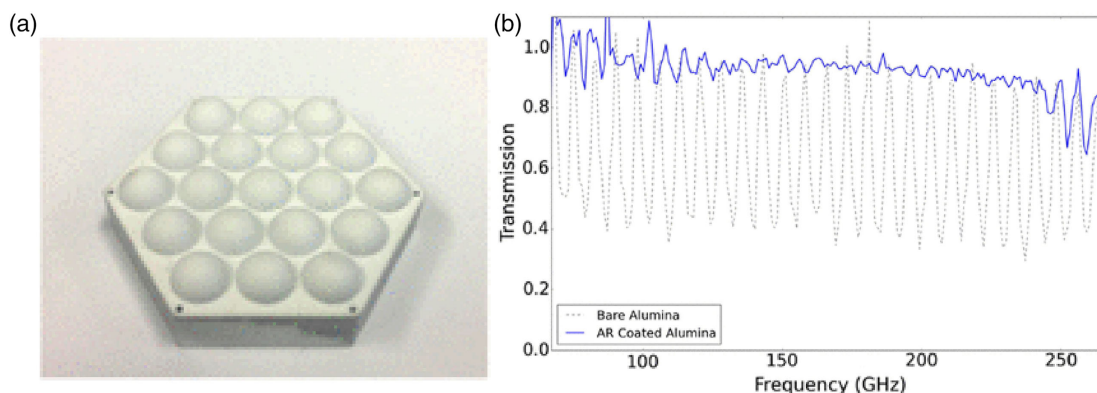 (a)
(b)
1.0
0.8
0.6
0.4
0.2
0.0
Transmission
Bare Alumina
AR Coated Alumina
100 150 200 250
Frequency (GHz)